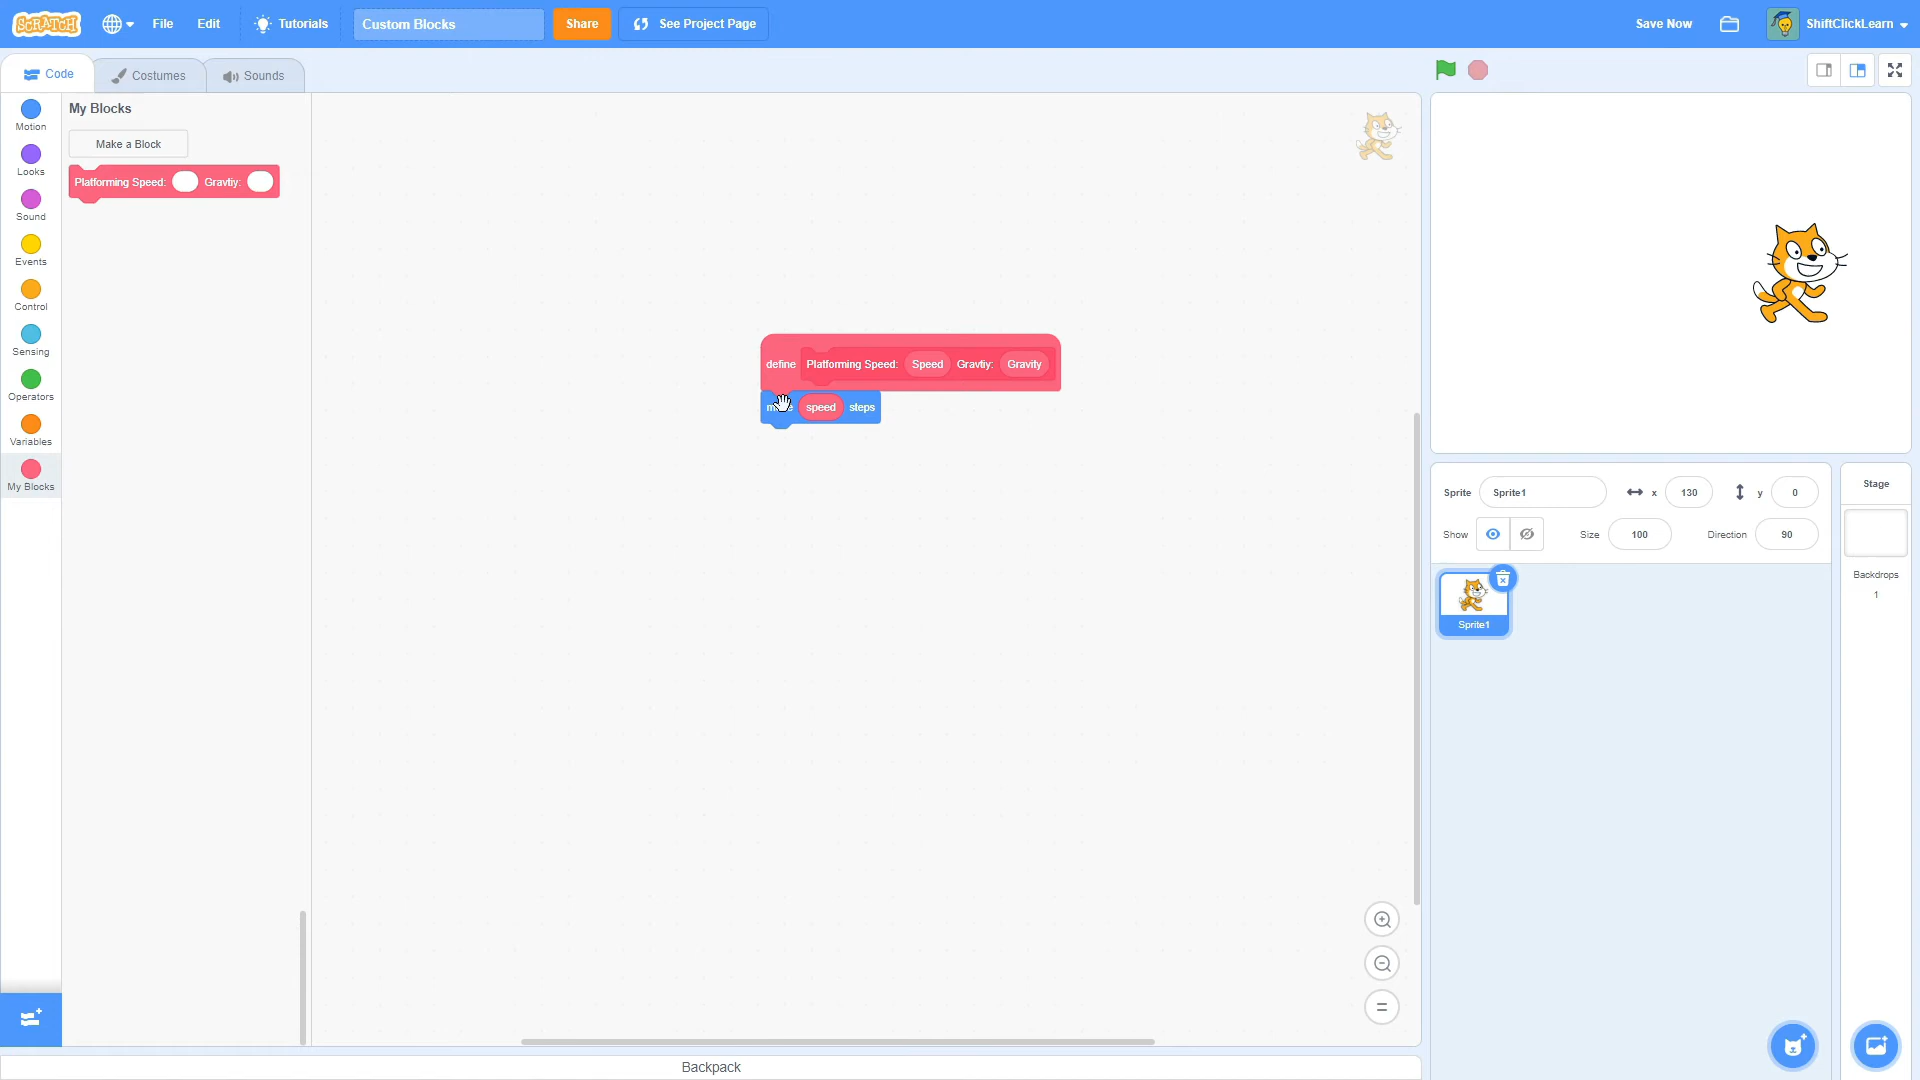 SCRATCH
File
Edit
Tutorials
Custom Blocks
Share
See Project Page
Save Now
ShiftClickLearn
Code
Costumes
Sounds
Motion
Looks
Sound
Events
Control
Sensing
Operators
Variables
My Blocks
My Blocks
Make a Block
Platforming Speed: Gravtiy:
define Platforming Speed: Speed Gravtiy: Gravity
speed steps
Sprite Sprite1 x 130 y 0
Show Size 100 Direction 90
Sprite1
Stage
Backdrops
1
Backpack